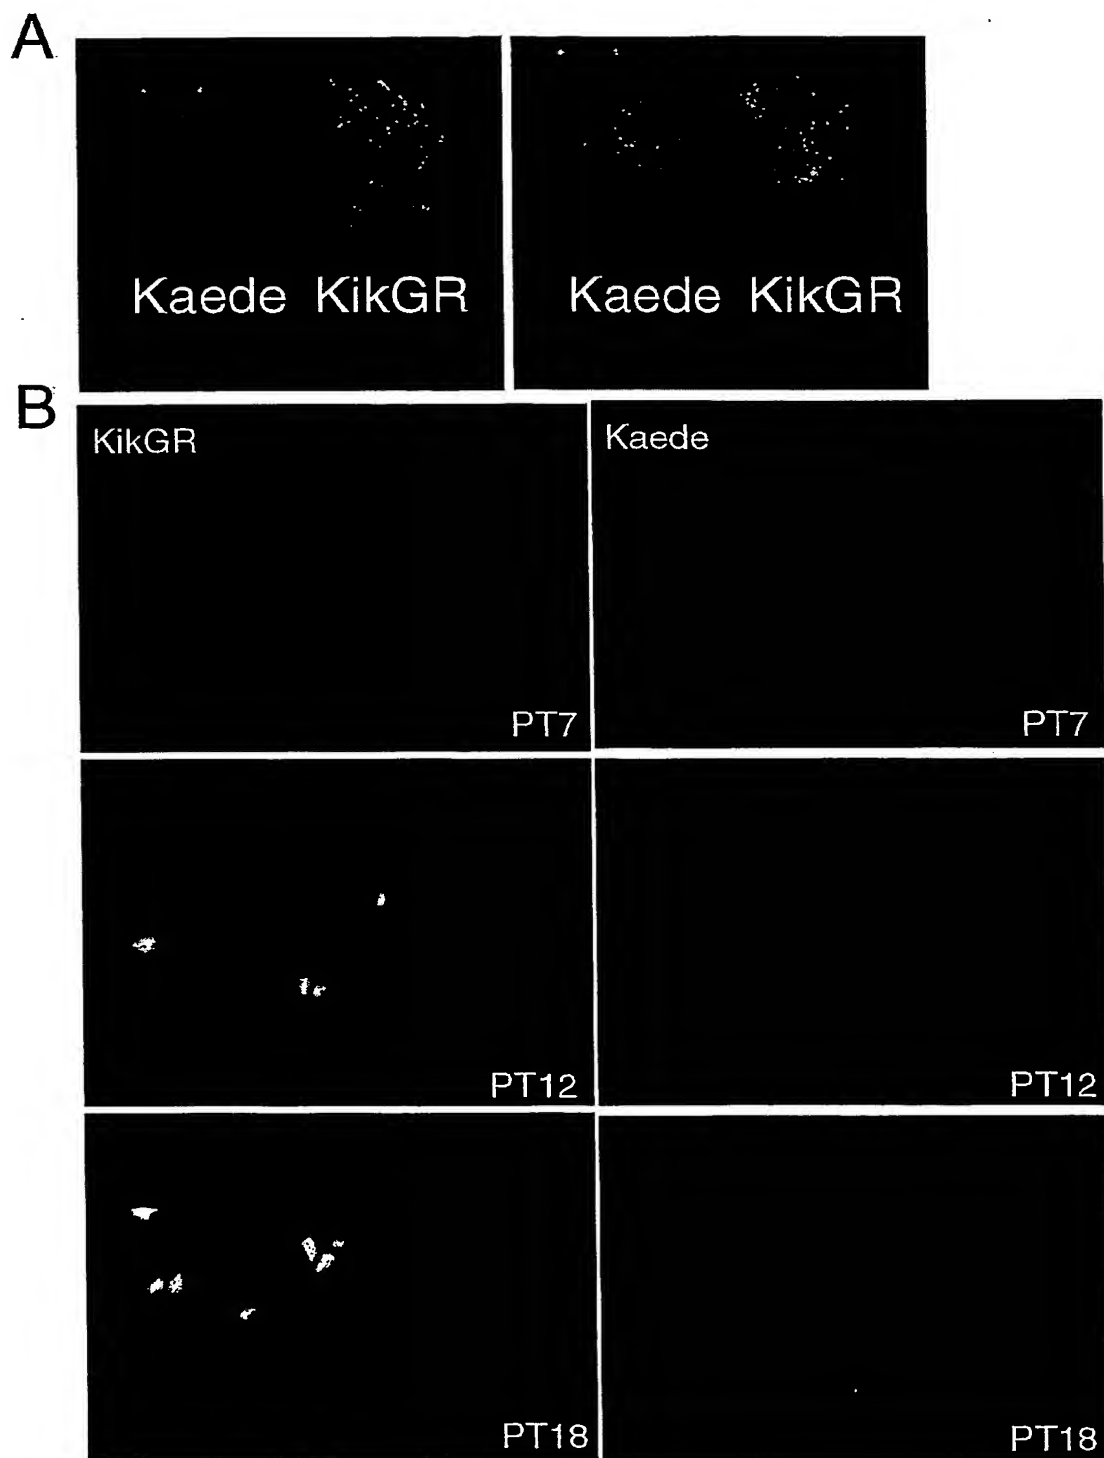 A
Kaede KikGR
Kaede KikGR
B
KikGR
Kaede
PT7
PT7
PT12
PT12
PT18
PT18